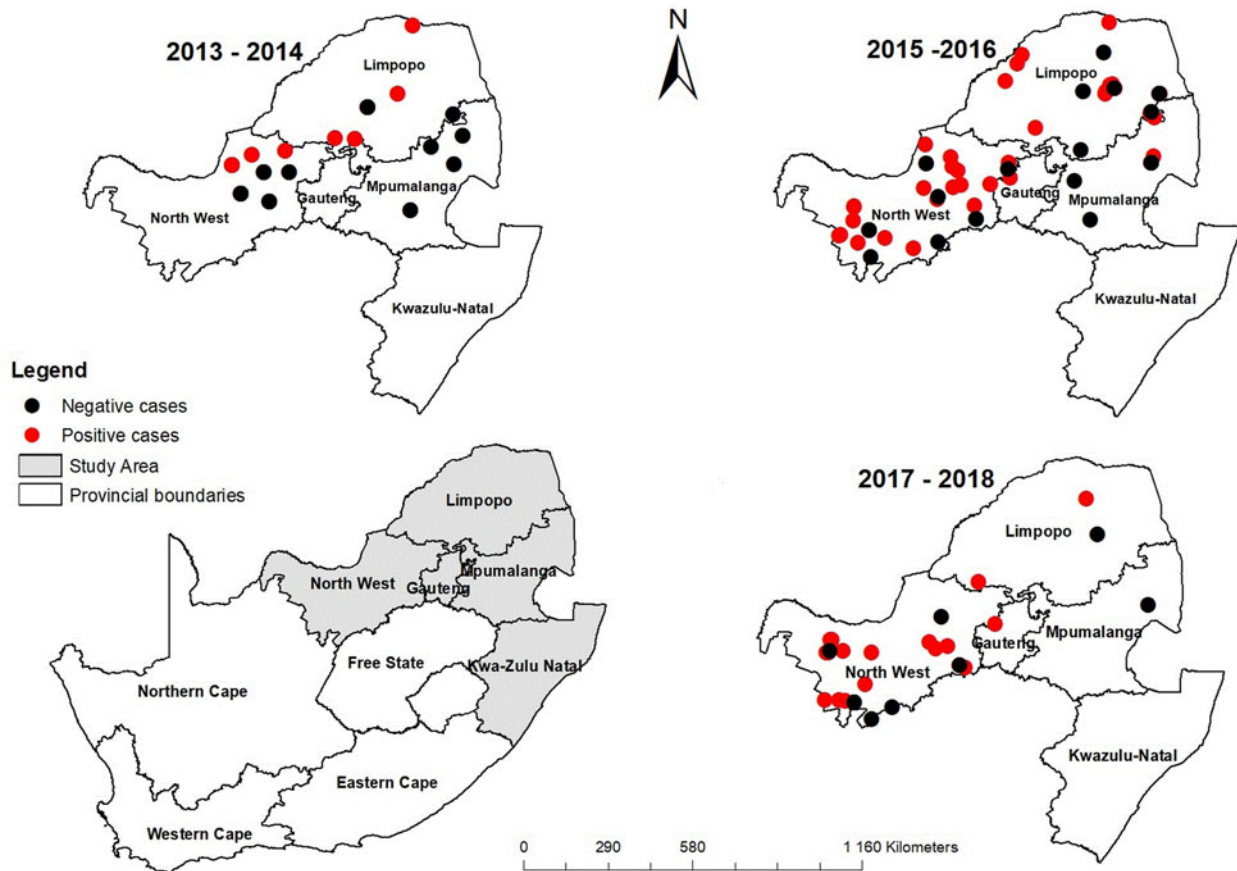 2013 - 2014
Limpopo
North West
Gauteng
Mpumalanga
Kwazulu-Natal
N
2015 -2016
Limpopo
North West
Gauteng
Mpumalanga
Kwazulu-Natal
Legend
Negative cases
Positive cases
Study Area
Provincial boundaries
Limpopo
North West
Gauteng
Mpumalanga
Free State
Kwa-Zulu Natal
Northern Cape
Eastern Cape
Western Cape
2017 - 2018
Limpopo
Mpumalanga
Gauteng
North West
Kwazulu-Natal
0 290 580 1 160 Kilometers